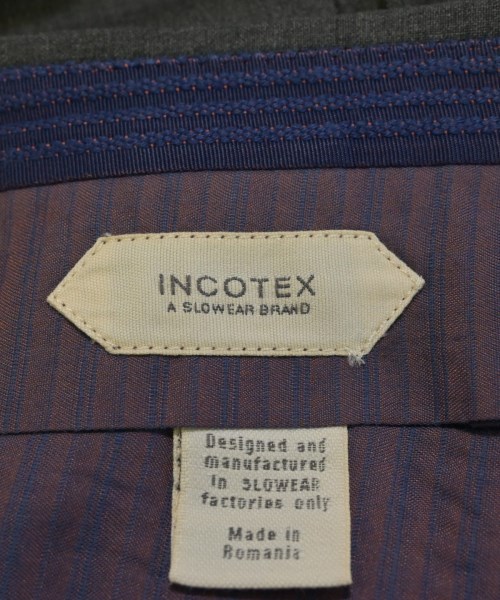 INCOTEX
A SLOWEAR BRAND
Designed and
manufactured
in SLOWEAR
factories only
Made in
Romania